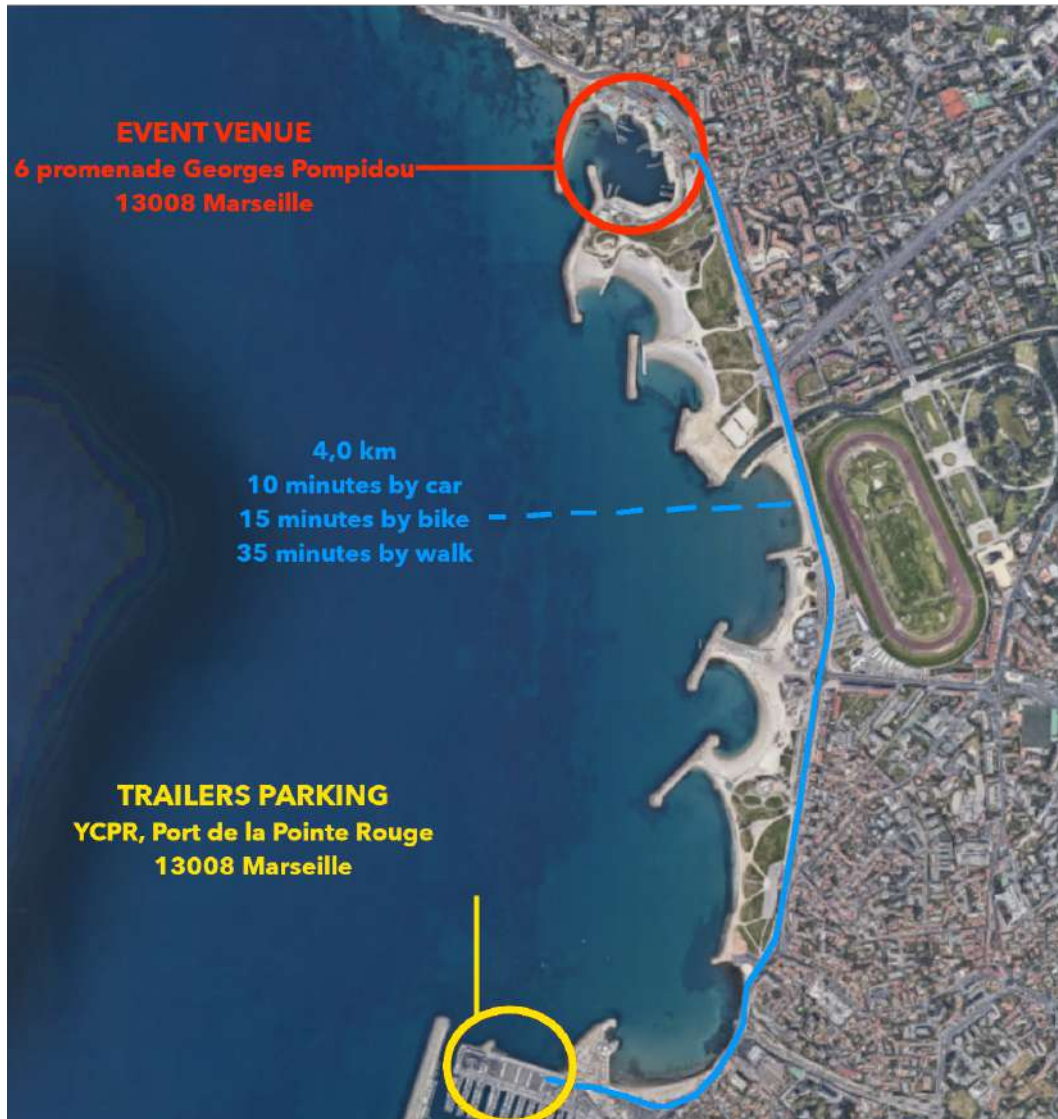 EVENT VENUE
6 promenade Georges Pompidou
13008 Marseille
4,0 km
10 minutes by car
15 minutes by bike
35 minutes by walk
TRAILERS PARKING
YCPR, Port de la Pointe Rouge
13008 Marseille